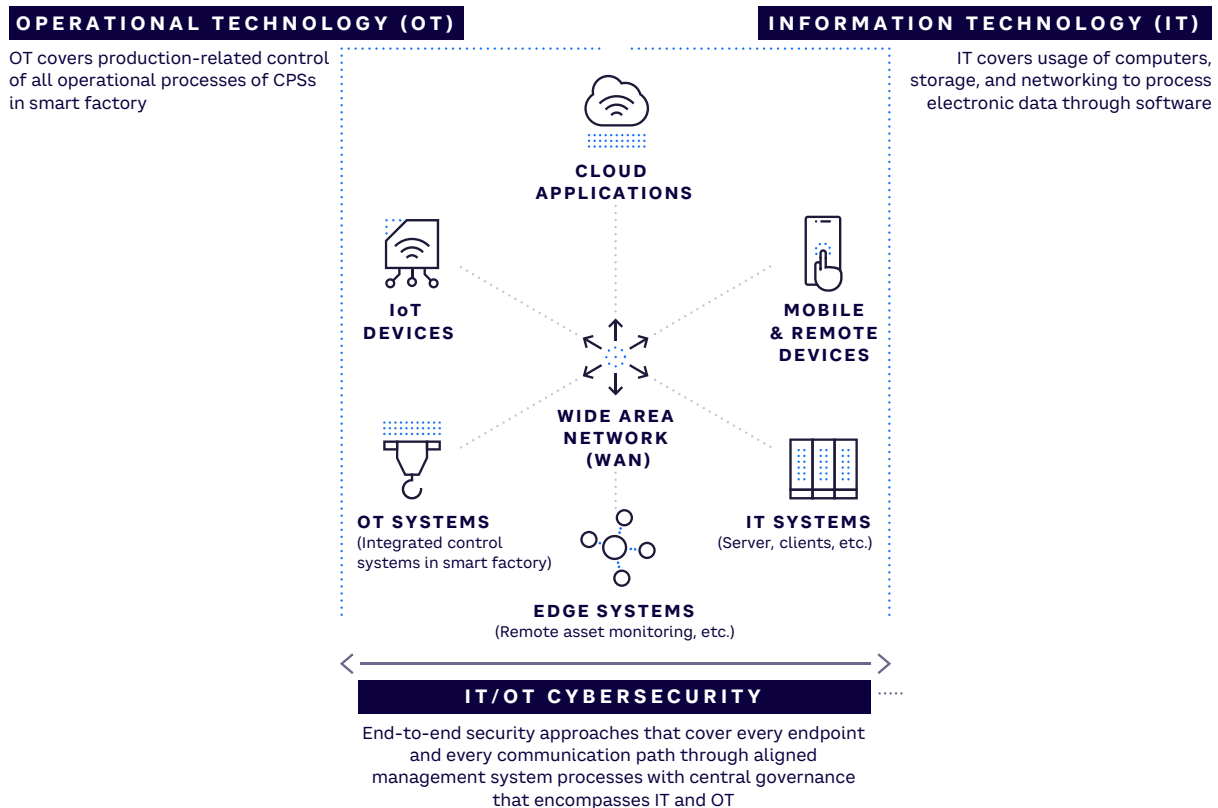 OPERATIONAL TECHNOLOGY (OT)
OT covers production-related control
of all operational processes of CPSs
in smart factory
INFORMATION TECHNOLOGY (IT)
IT covers usage of computers,
storage, and networking to process
electronic data through software
CLOUD
APPLICATIONS
IoT
DEVICES
MOBILE
& REMOTE
DEVICES
WIDE AREA
NETWORK
(WAN)
OT SYSTEMS
(Integrated control
systems in smart factory)
IT SYSTEMS
(Server, clients, etc.)
EDGE SYSTEMS
(Remote asset monitoring, etc.)
IT/OT CYBERSECURITY
End-to-end security approaches that cover every endpoint
and every communication path through aligned
management system processes with central governance
that encompasses IT and OT